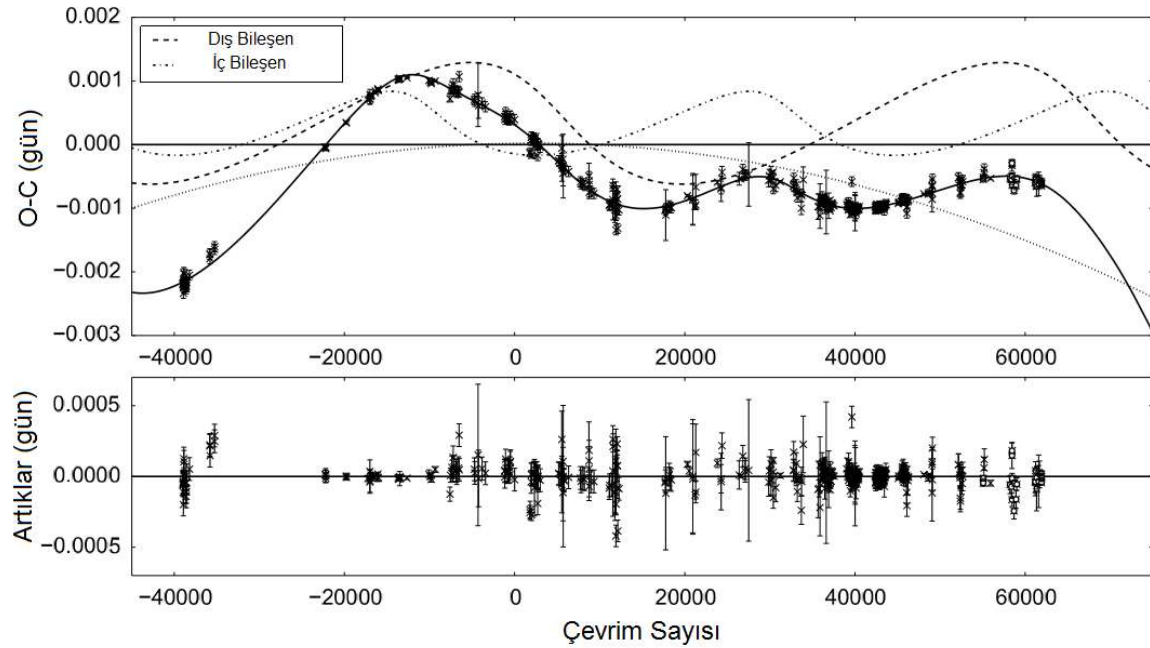 0.002
Dış Bileşen
İç Bileşen
0.001
0.000
−0.001
−0.002
−0.003
O-C (gün)
−40000 −20000 0 20000 40000 60000
0.0005
0.0000
−0.0005
Artıklar (gün)
−40000 −20000 0 20000 40000 60000
Çevrim Sayısı